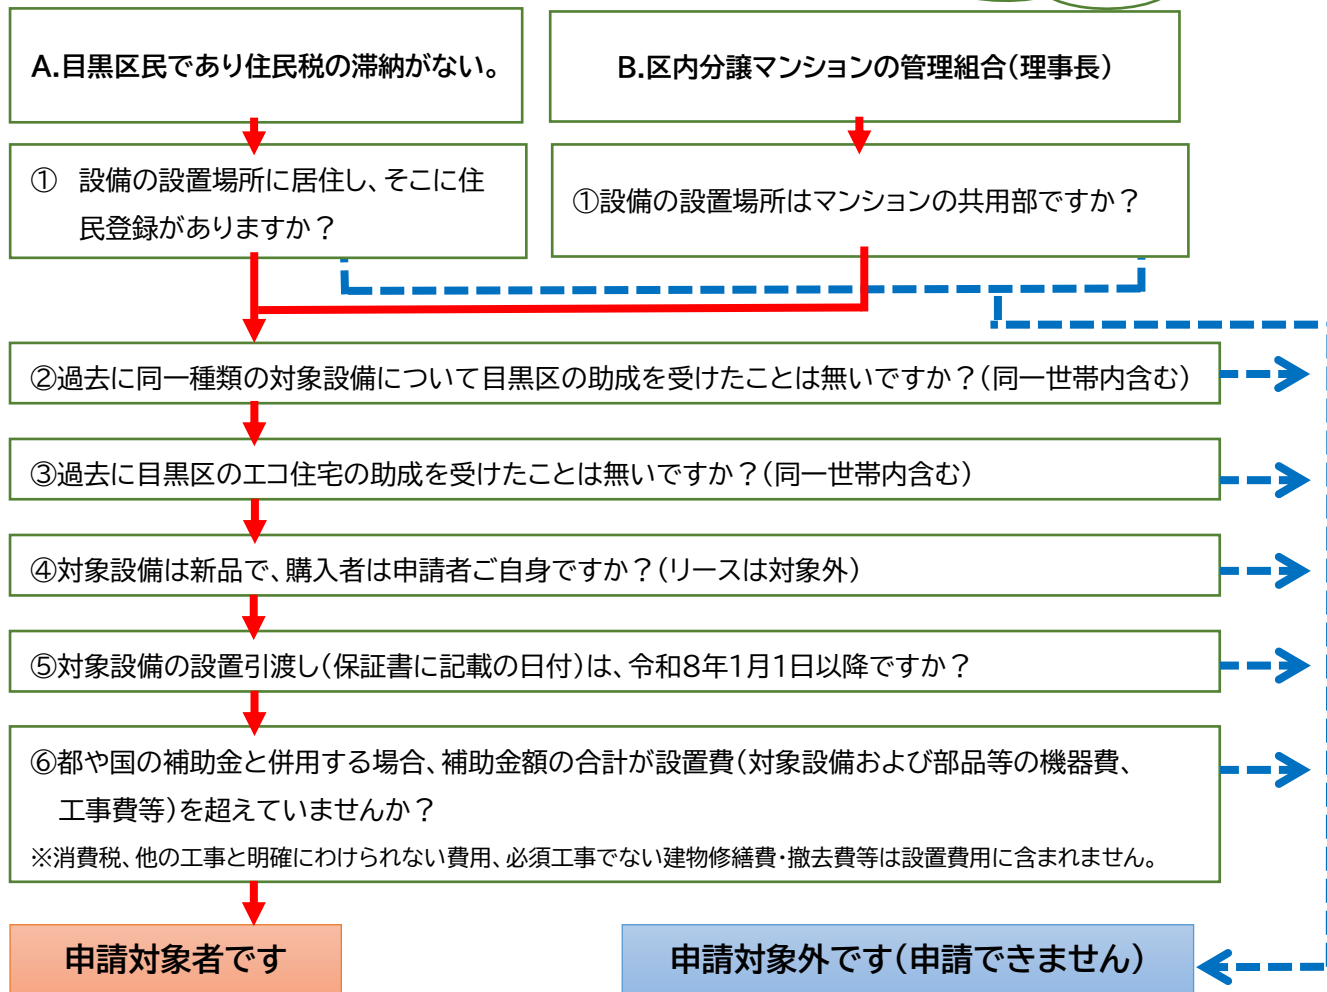 A.目黒区民であり住民税の滞納がない。
B.区内分譲マンションの管理組合(理事長)
① 設備の設置場所に居住し、そこに住
民登録がありますか？
①設備の設置場所はマンションの共用部ですか？
②過去に同一種類の対象設備について目黒区の助成を受けたことは無いですか？(同一世帯内含む)
③過去に目黒区のエコ住宅の助成を受けたことは無いですか？(同一世帯内含む)
④対象設備は新品で、購入者は申請者ご自身ですか？(リースは対象外)
⑤対象設備の設置引渡し(保証書に記載の日付)は、令和8年1月1日以降ですか？
⑥都や国の補助金と併用する場合、補助金額の合計が設置費(対象設備および部品等の機器費、
工事費等)を超えていませんか？
※消費税、他の工事と明確にわけられない費用、必須工事でない建物修繕費・撤去費等は設置費用に含まれません。
申請対象者です
申請対象外です(申請できません)